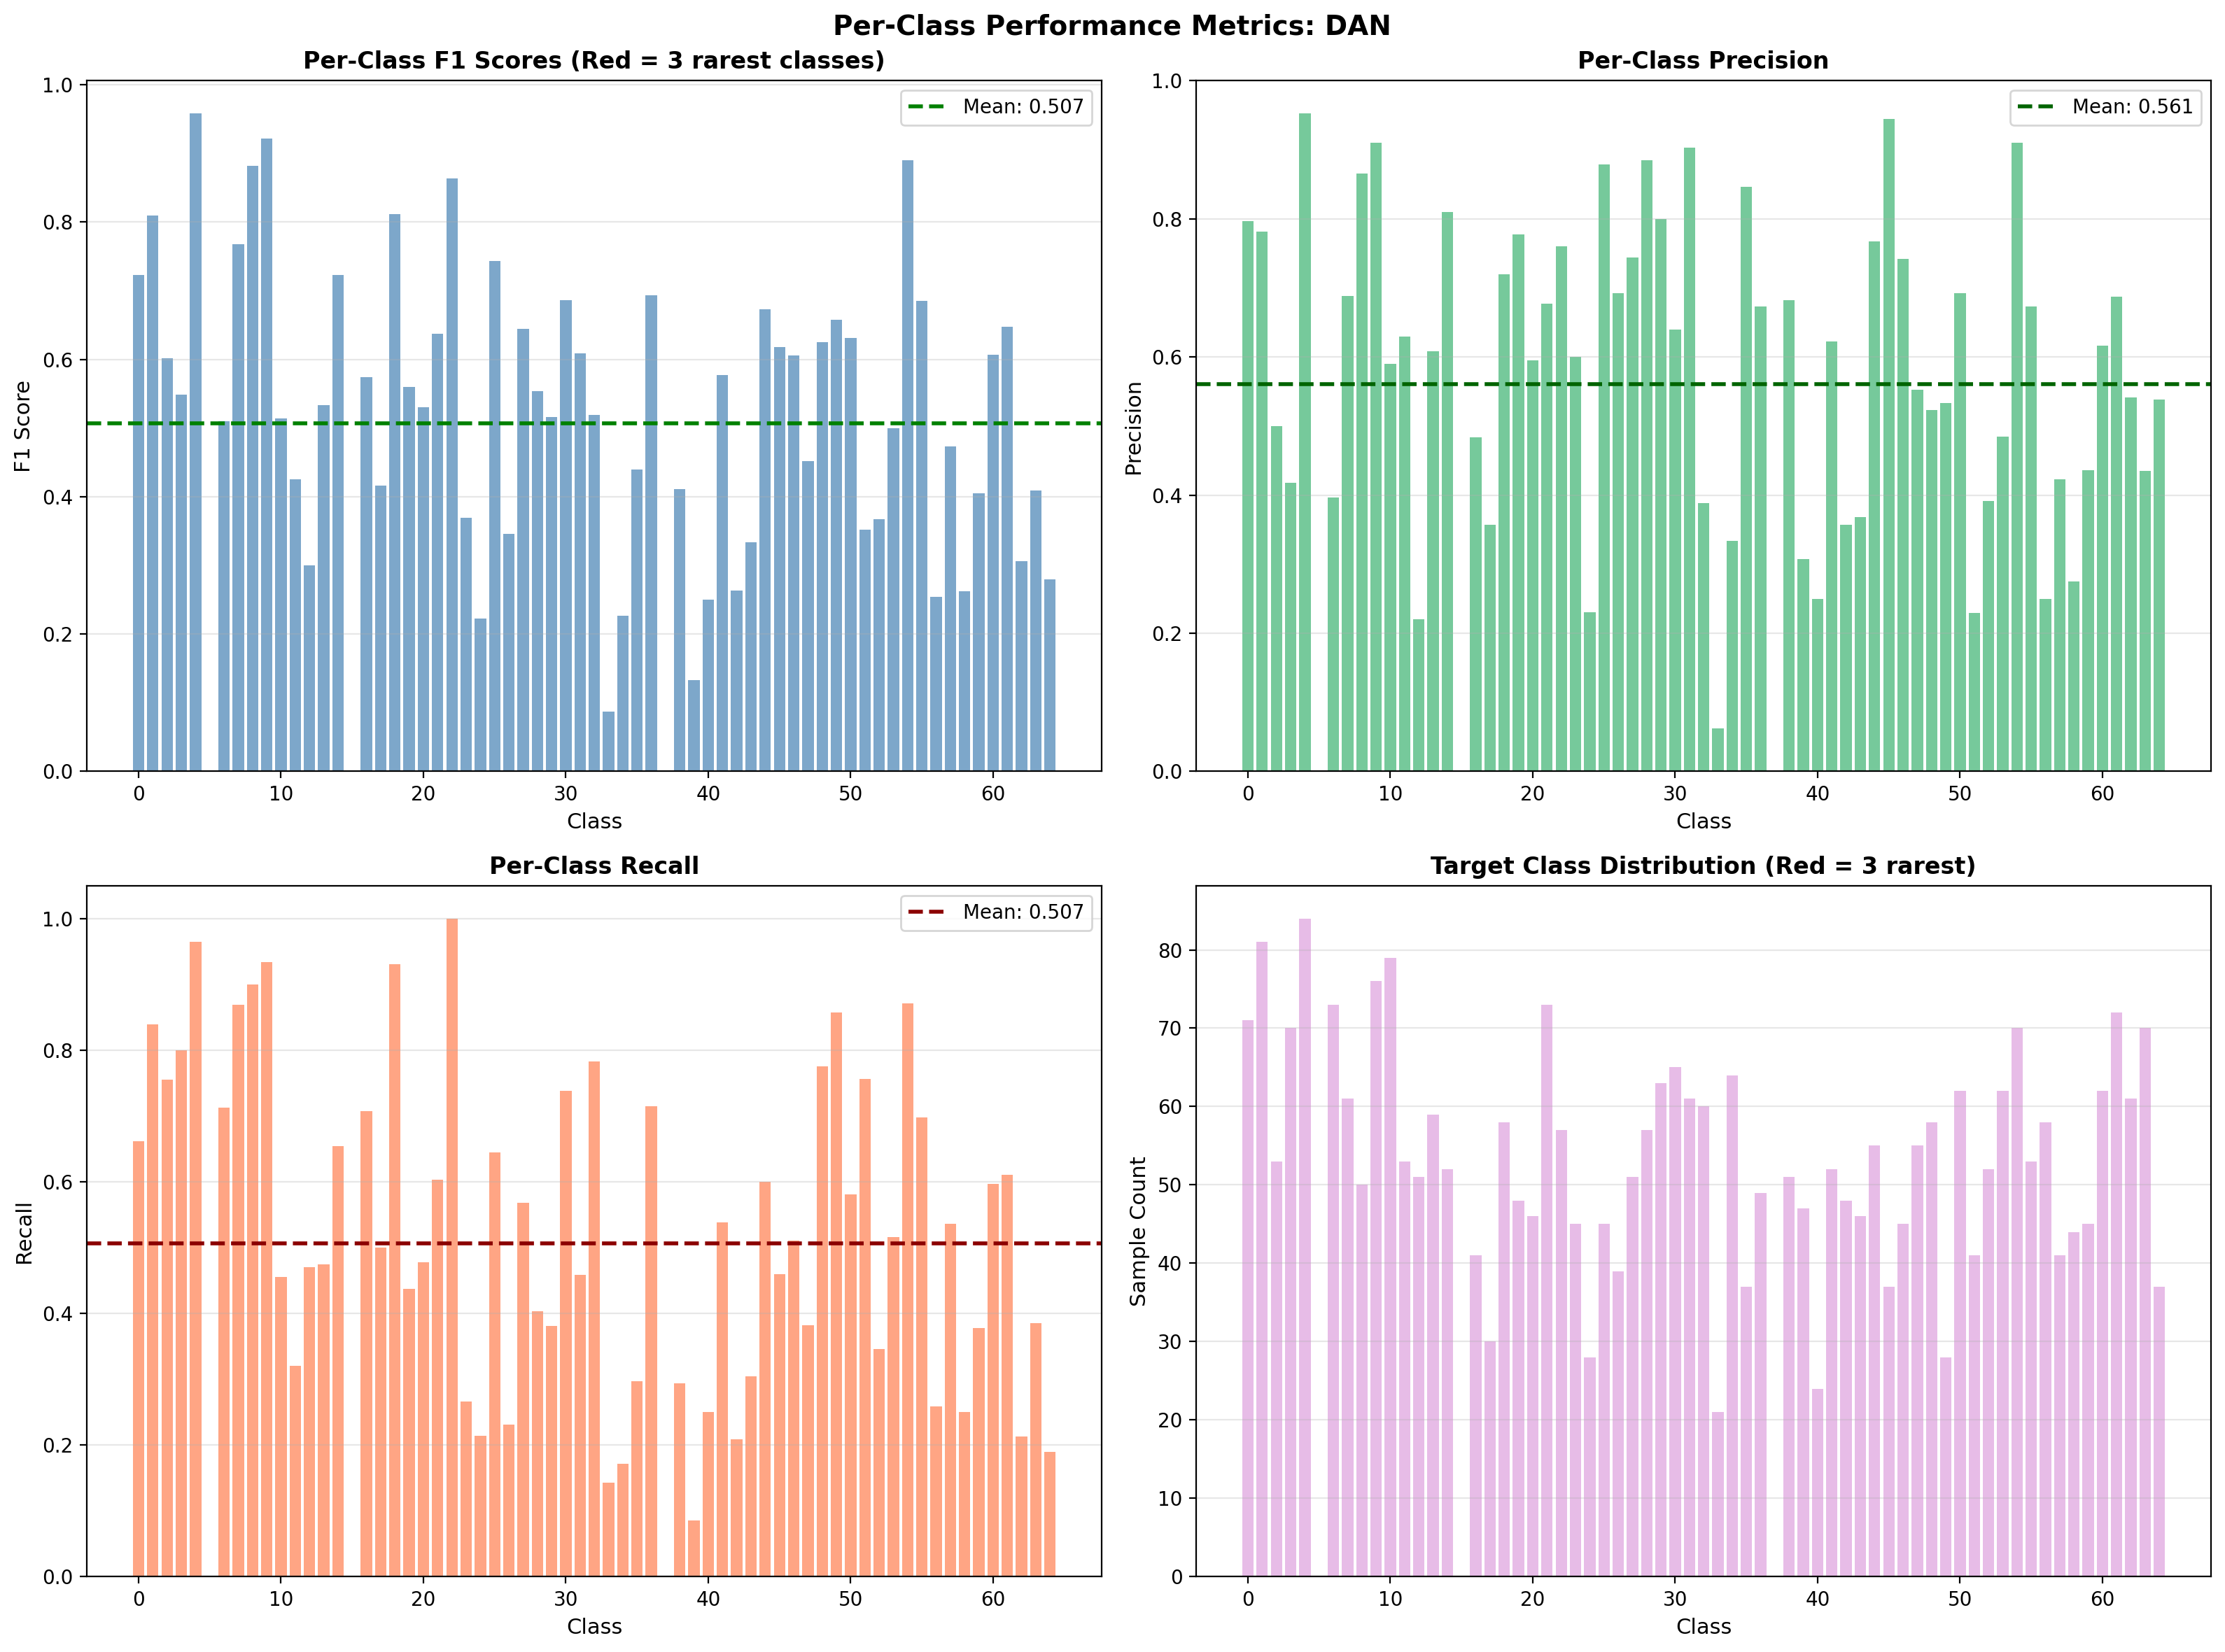 Per-Class Performance Metrics: DAN
Per-Class F1 Scores (Red = 3 rarest classes)
Mean: 0.507
F1 Score
1.0
0.8
0.6
0.4
0.2
0.0
0 10 20 30 40 50 60
Class
Per-Class Precision
Mean: 0.561
Precision
1.0
0.8
0.6
0.4
0.2
0.0
0 10 20 30 40 50 60
Class
Per-Class Recall
Mean: 0.507
Recall
1.0
0.8
0.6
0.4
0.2
0.0
0 10 20 30 40 50 60
Class
Target Class Distribution (Red = 3 rarest)
Sample Count
80
70
60
50
40
30
20
10
0
0 10 20 30 40 50 60
Class